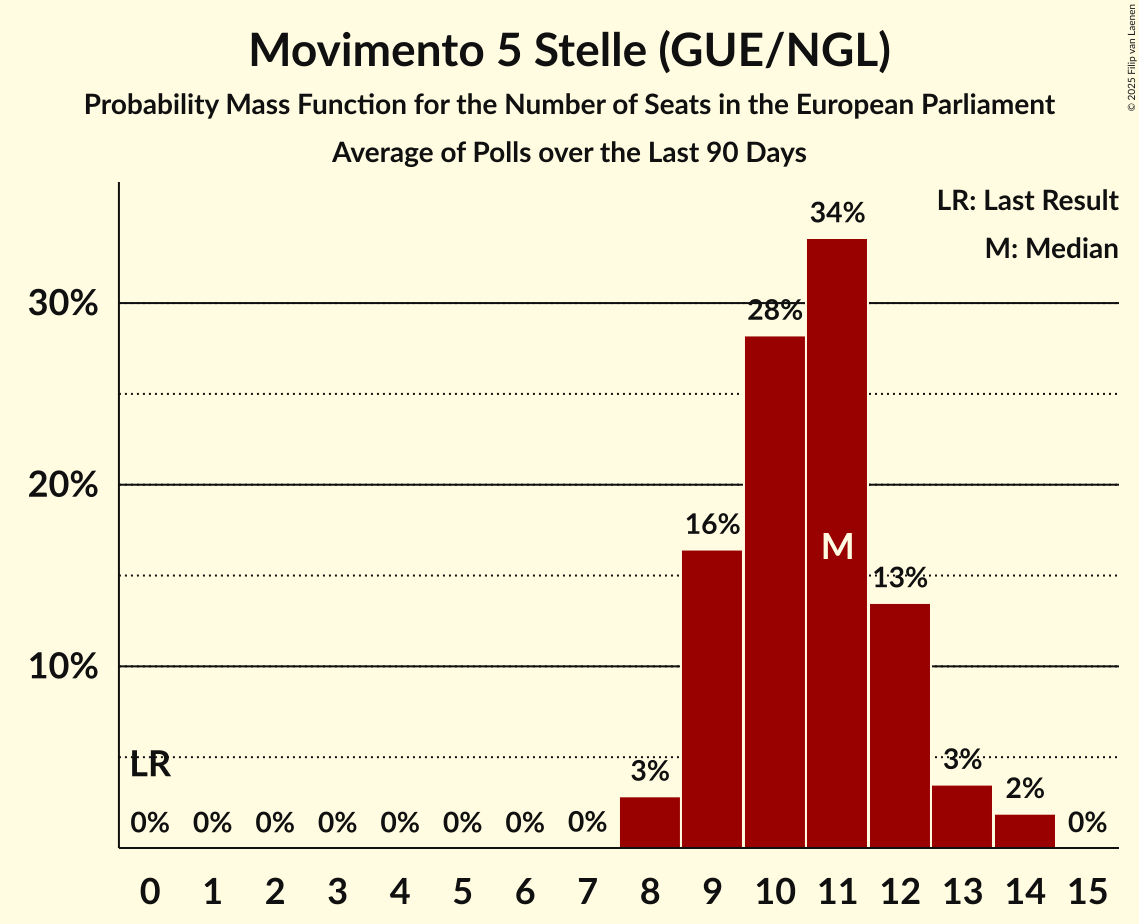 Movimento 5 Stelle (GUE/NGL)
Probability Mass Function for the Number of Seats in the European Parliament
Average of Polls over the Last 90 Days
© 2025 Filip van Laenen
LR: Last Result
M: Median
34%
30%
28%
20%
16%
M
13%
10%
LR
3%
3%
2%
0% 0% 0% 0% 0% 0% 0% 0% 0%
0 1 2 3 4 5 6 7 8 9 10 11 12 13 14 15